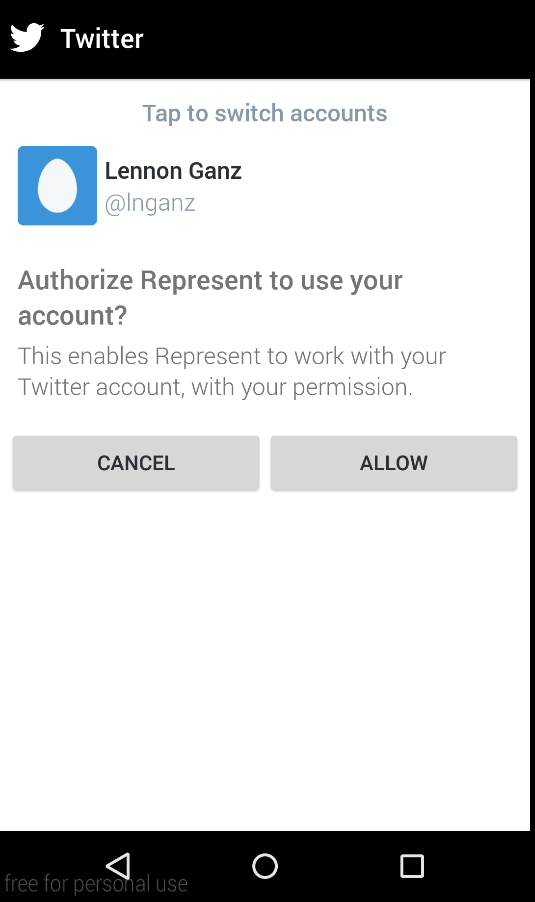 Twitter
Tap to switch accounts
Lennon Ganz
@lnganz
Authorize Represent to use your
account?
This enables Represent to work with your
Twitter account, with your permission.
CANCEL
ALLOW
free for personal use